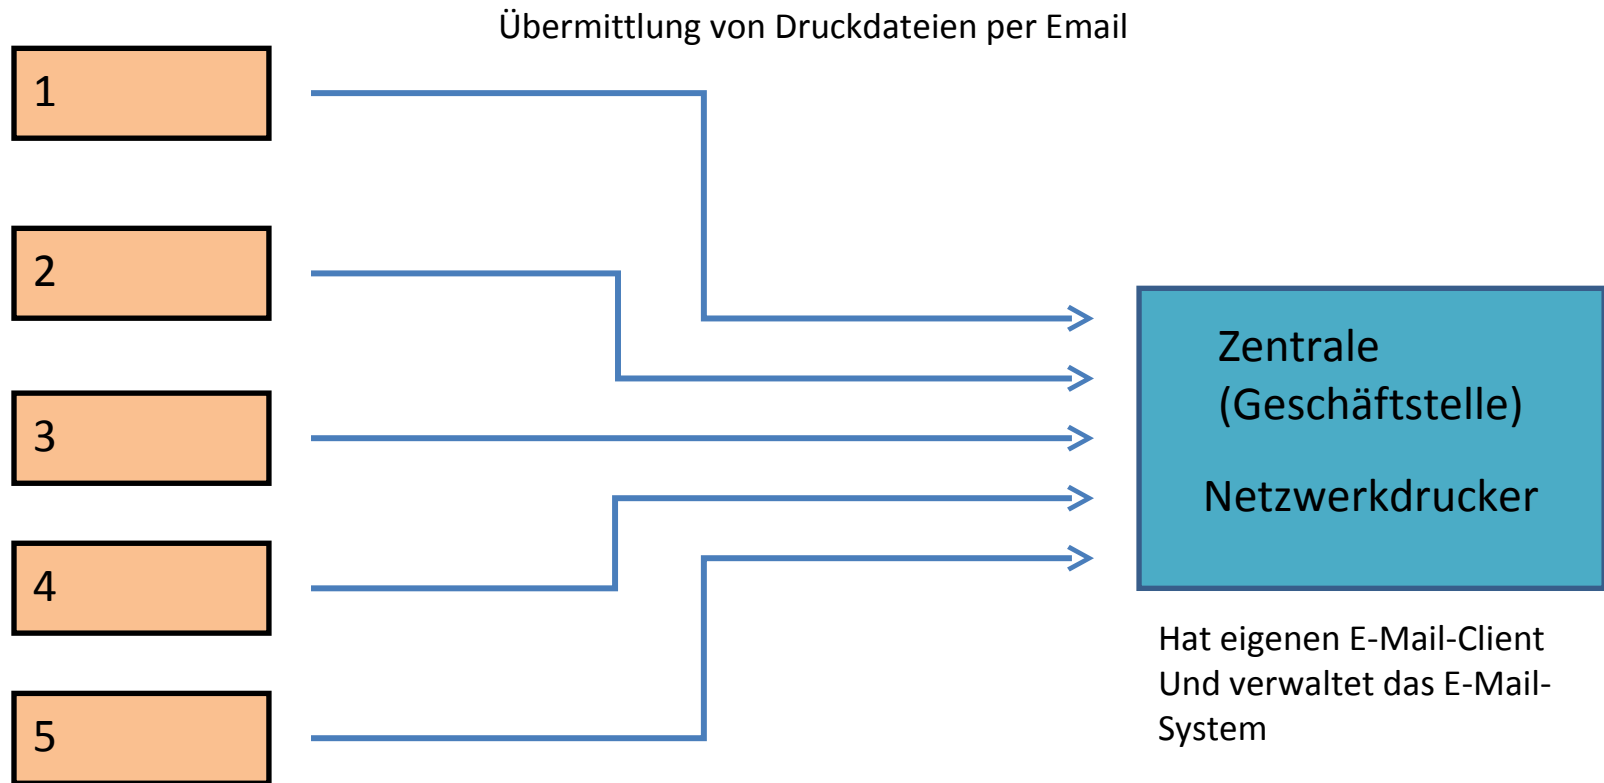 Übermittlung von Druckdateien per Email
1
2
3
4
5
Zentrale
(Geschäftstelle)
Netzwerkdrucker
Hat eigenen E-Mail-Client
Und verwaltet das E-Mail-
System